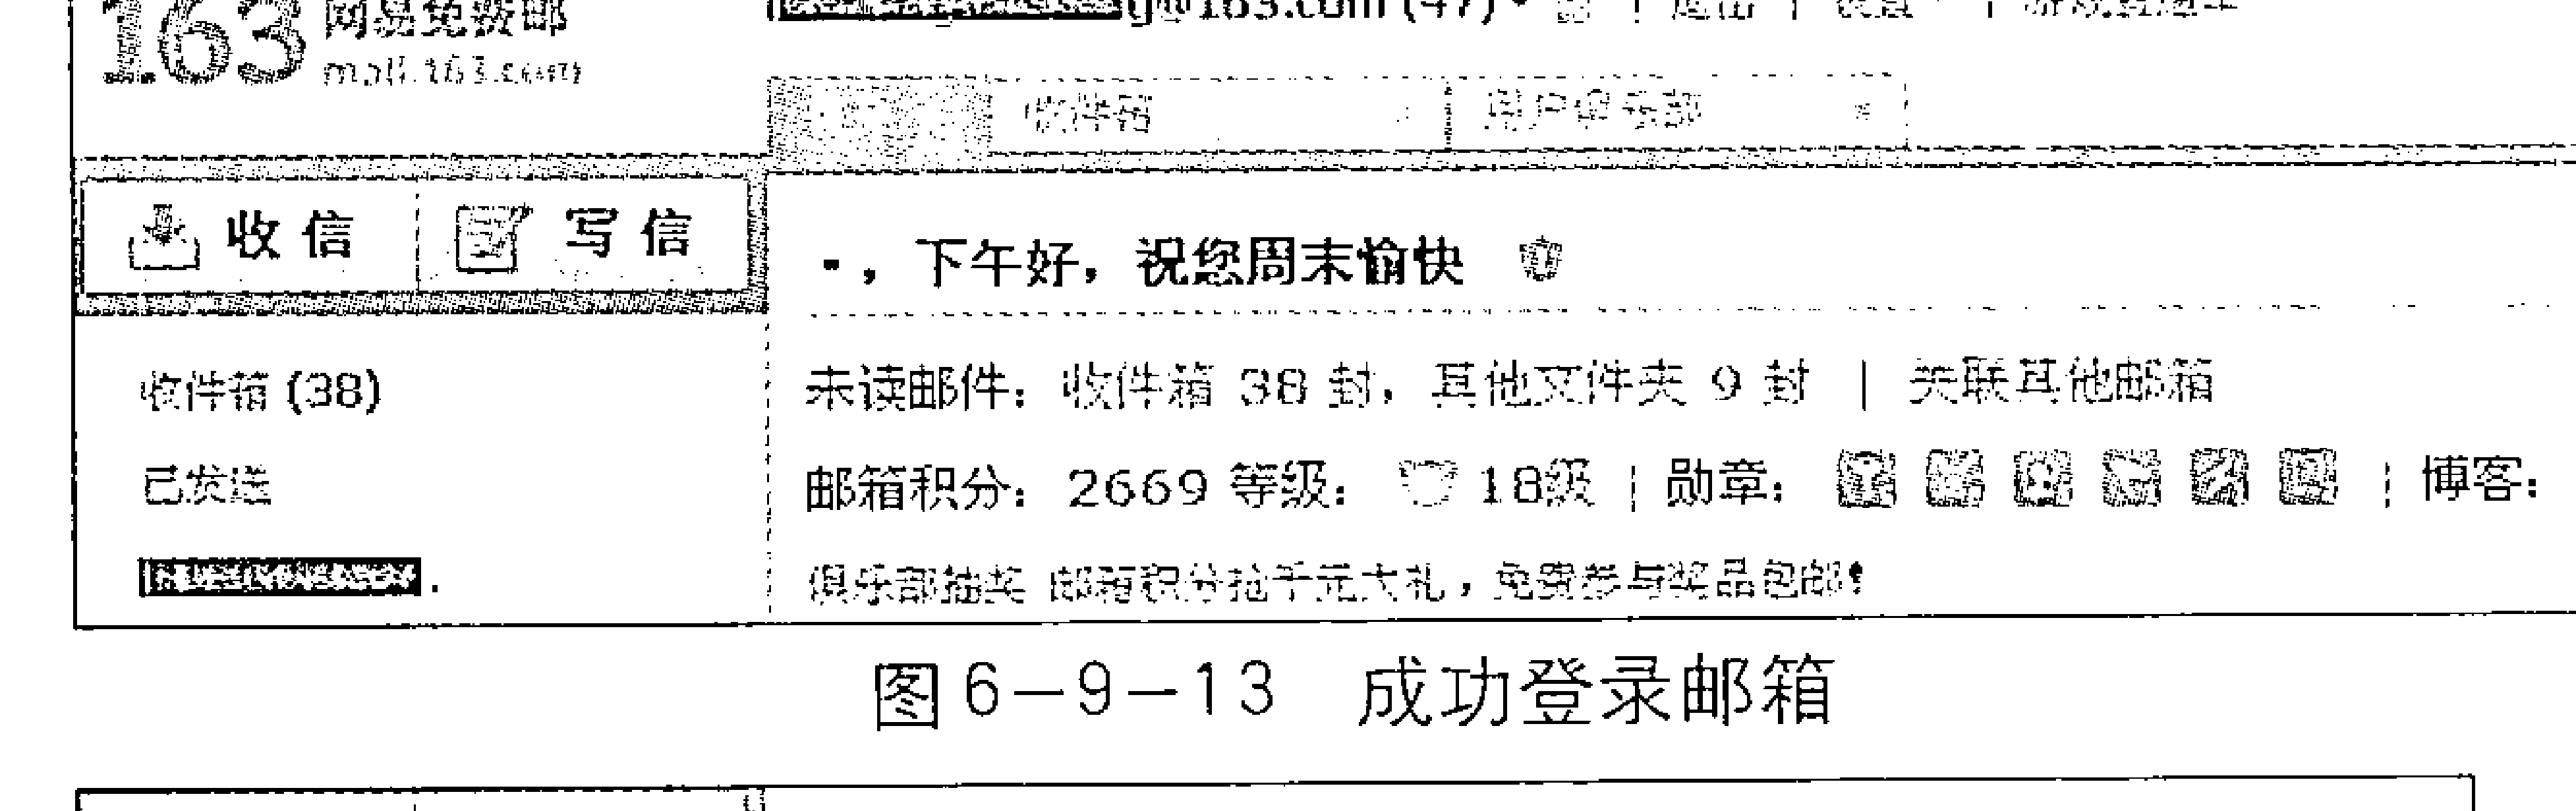 163 网易免费邮
g@163.com (47)
mail.163.com
收件箱
用户俱乐部
收信 写信
，下午好，祝您周末愉快
收件箱 (38)
未读邮件：收件箱 38 封，其他文件夹 9 封 | 关联其他邮箱
已发送
邮箱积分：2669 等级：18级 | 勋章： | 博客：
俱乐部抽奖 邮箱积分抢千元大礼，免费参与奖品包邮！
图6-9-13 成功登录邮箱